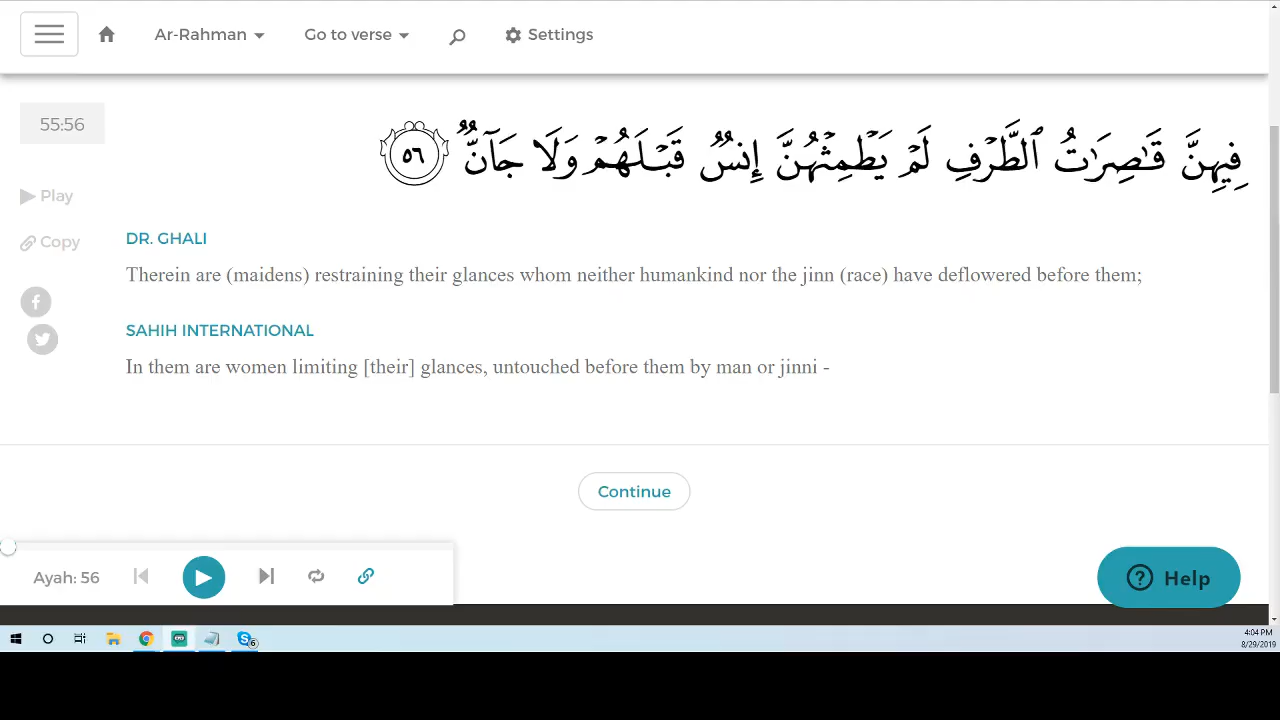 Ar-Rahman Go to verse Settings
55:56
فِيهِنَّ قَـٰصِرَٰتُ ٱلطَّرْفِ لَمْ يَطْمِثْهُنَّ إِنسٌ قَبْلَهُمْ وَلَا جَآنٌّ ٥٦
Play
Copy
DR. GHALI
Therein are (maidens) restraining their glances whom neither humankind nor the jinn (race) have deflowered before them;
SAHIH INTERNATIONAL
In them are women limiting [their] glances, untouched before them by man or jinni -
Continue
Ayah: 56
? Help
6
4:04 PM
8/29/2019